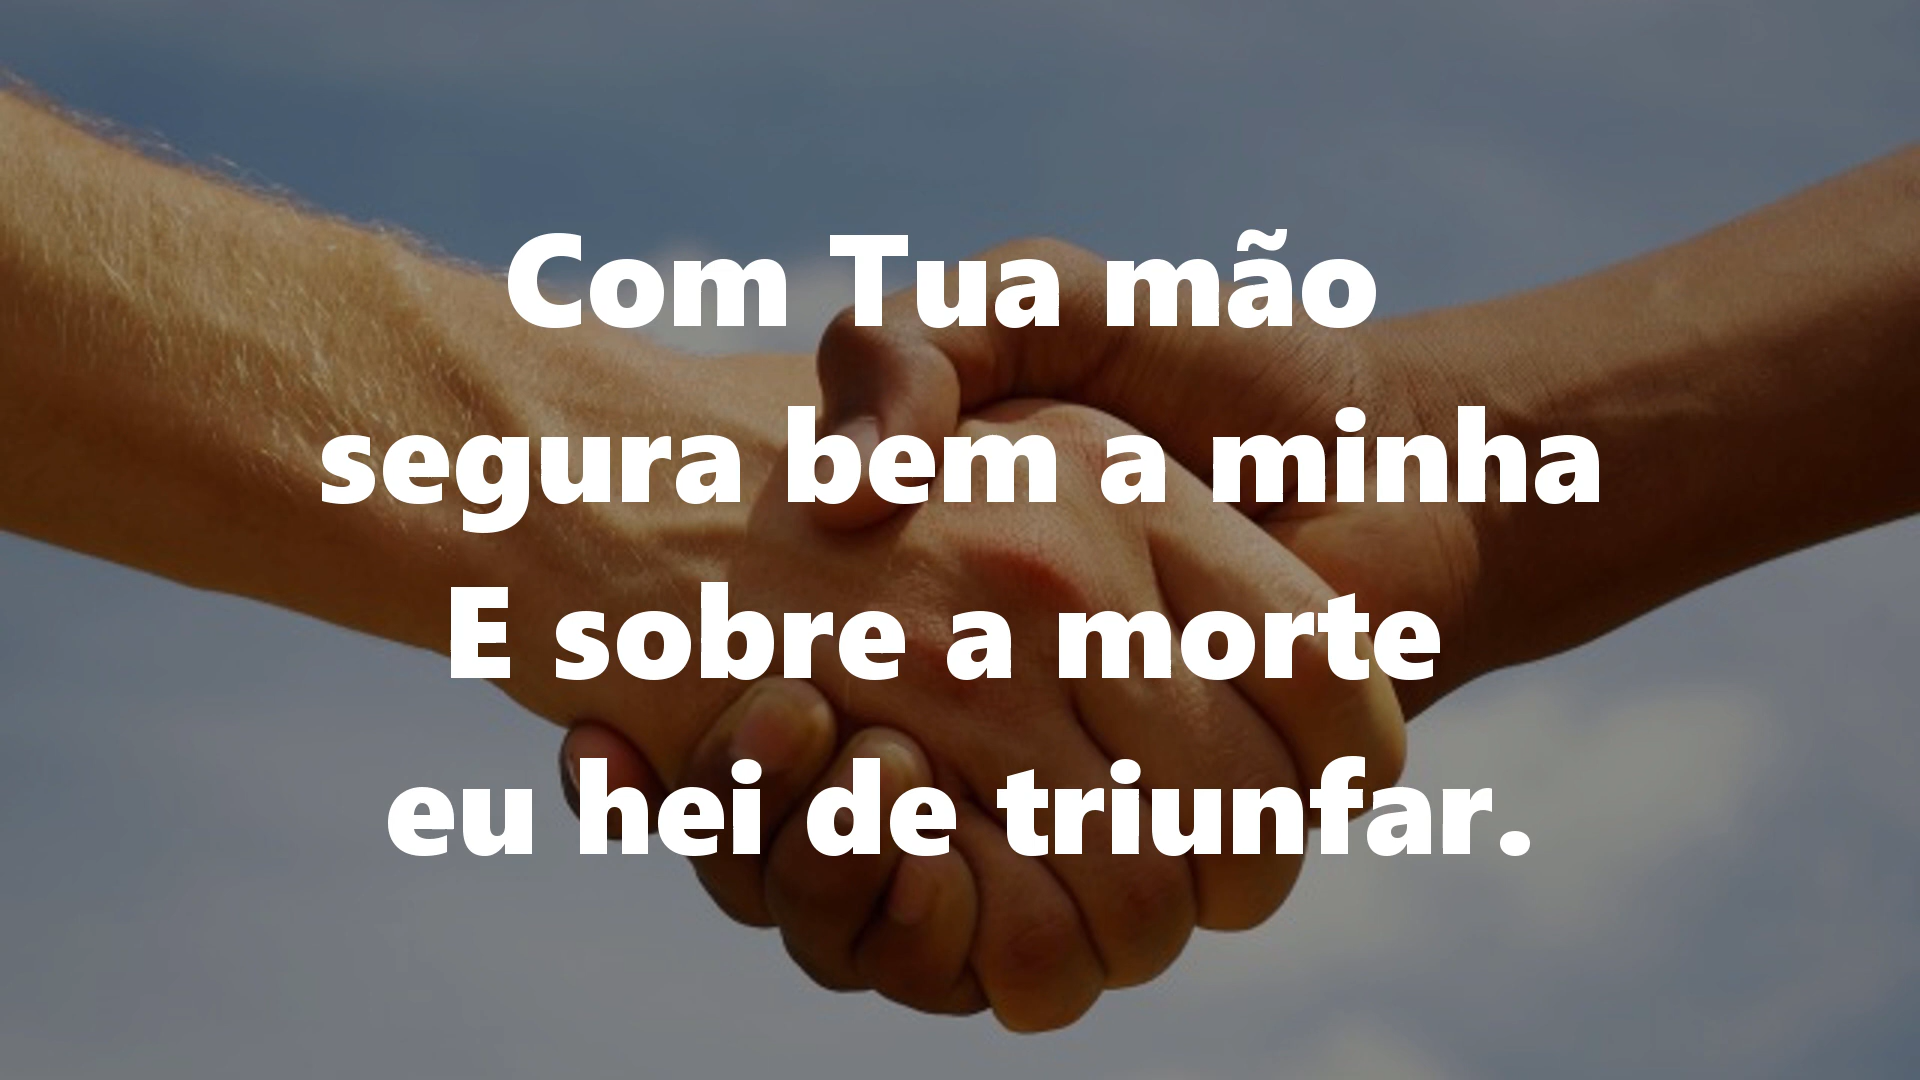 Com Tua mão
segura bem a minha
E sobre a morte
eu hei de triunfar.